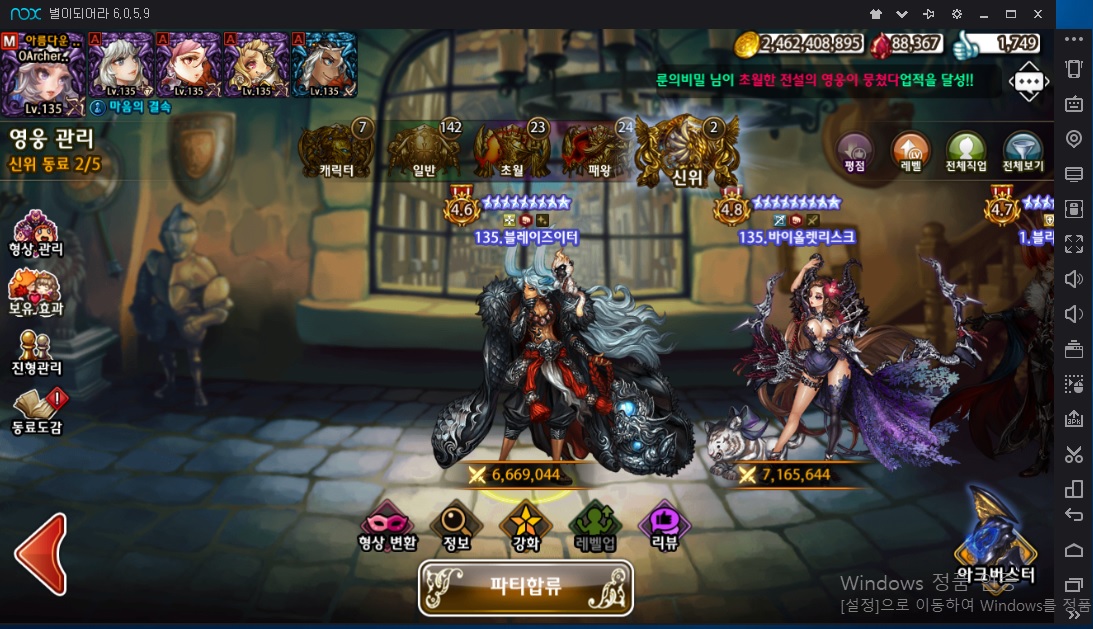 nox 별이되어라 6,0,5,9
M 아름다운..
0Archer..
Lv.135
A Lv.135
A Lv.135
A Lv.135
A Lv.135
마음의 결속
2,462,408,895
88,367
1,749
룬의비밀 님이 초월한 전설의 영웅이 뭉쳤다업적을 달성!!
영웅 관리
신위 동료 2/5
7
캐릭터
142
일반
23
초월
24
패왕
2
신위
평점
LV
레벨
전체직업
전체보기
4.6
135.블레이즈이터
4.8
135.바이올렛리스크
4.7
형상 관리
보유 효과
진형관리
동료도감
6,669,044
7,165,644
형상 변환
정보
강화
레벨업
리뷰
파티합류
아크버스터
Windows 정품
[설정]으로 이동하여 Windows를 정품